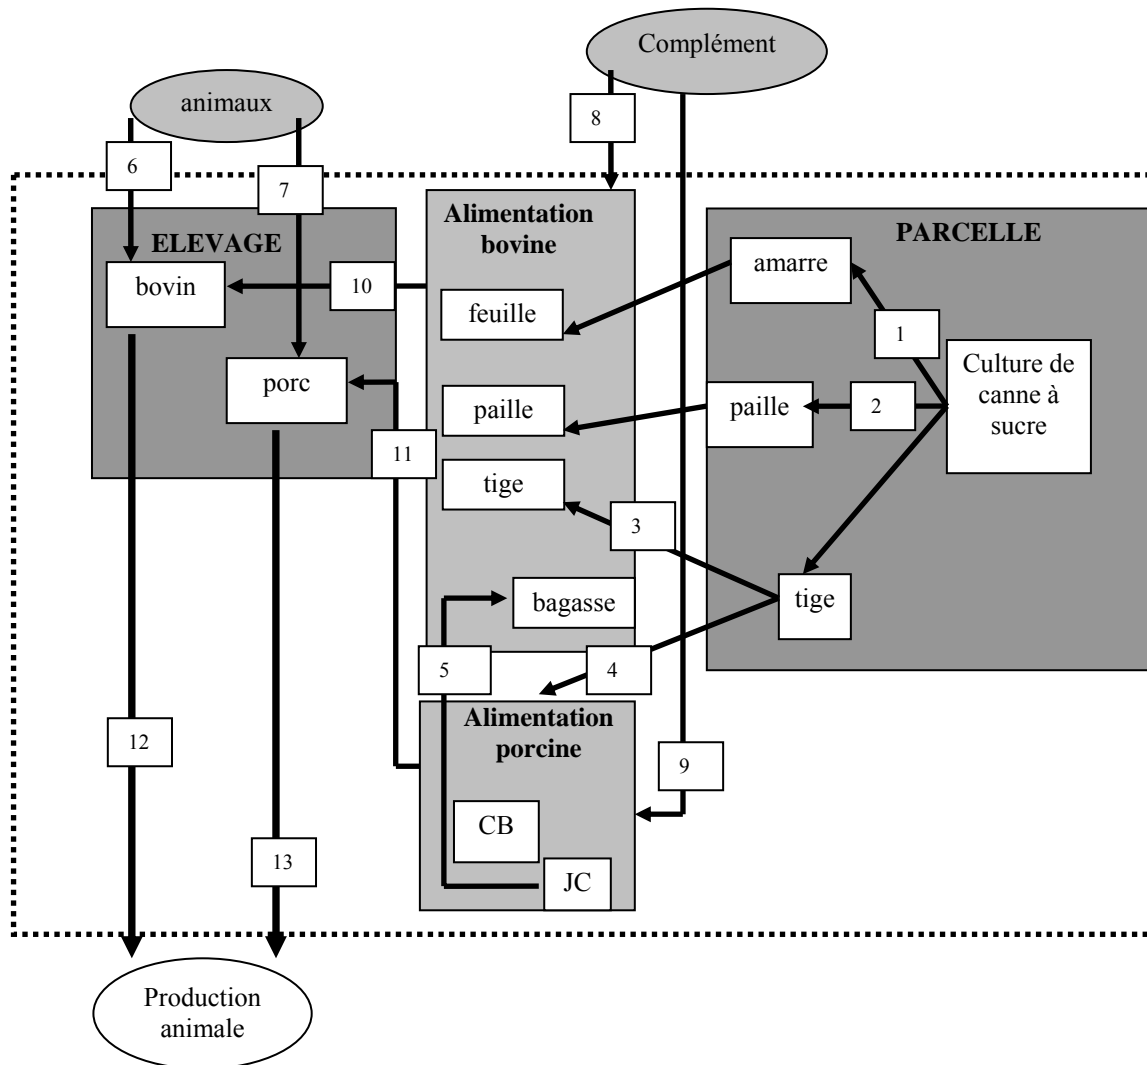 Complément
animaux
8
6
7
Alimentation
bovine
PARCELLE
ELEVAGE
amarre
bovin
10
feuille
1
Culture de
canne à
sucre
porc
paille
paille
2
11
tige
3
bagasse
tige
5
4
Alimentation
porcine
12
9
CB
13
JC
Production
animale